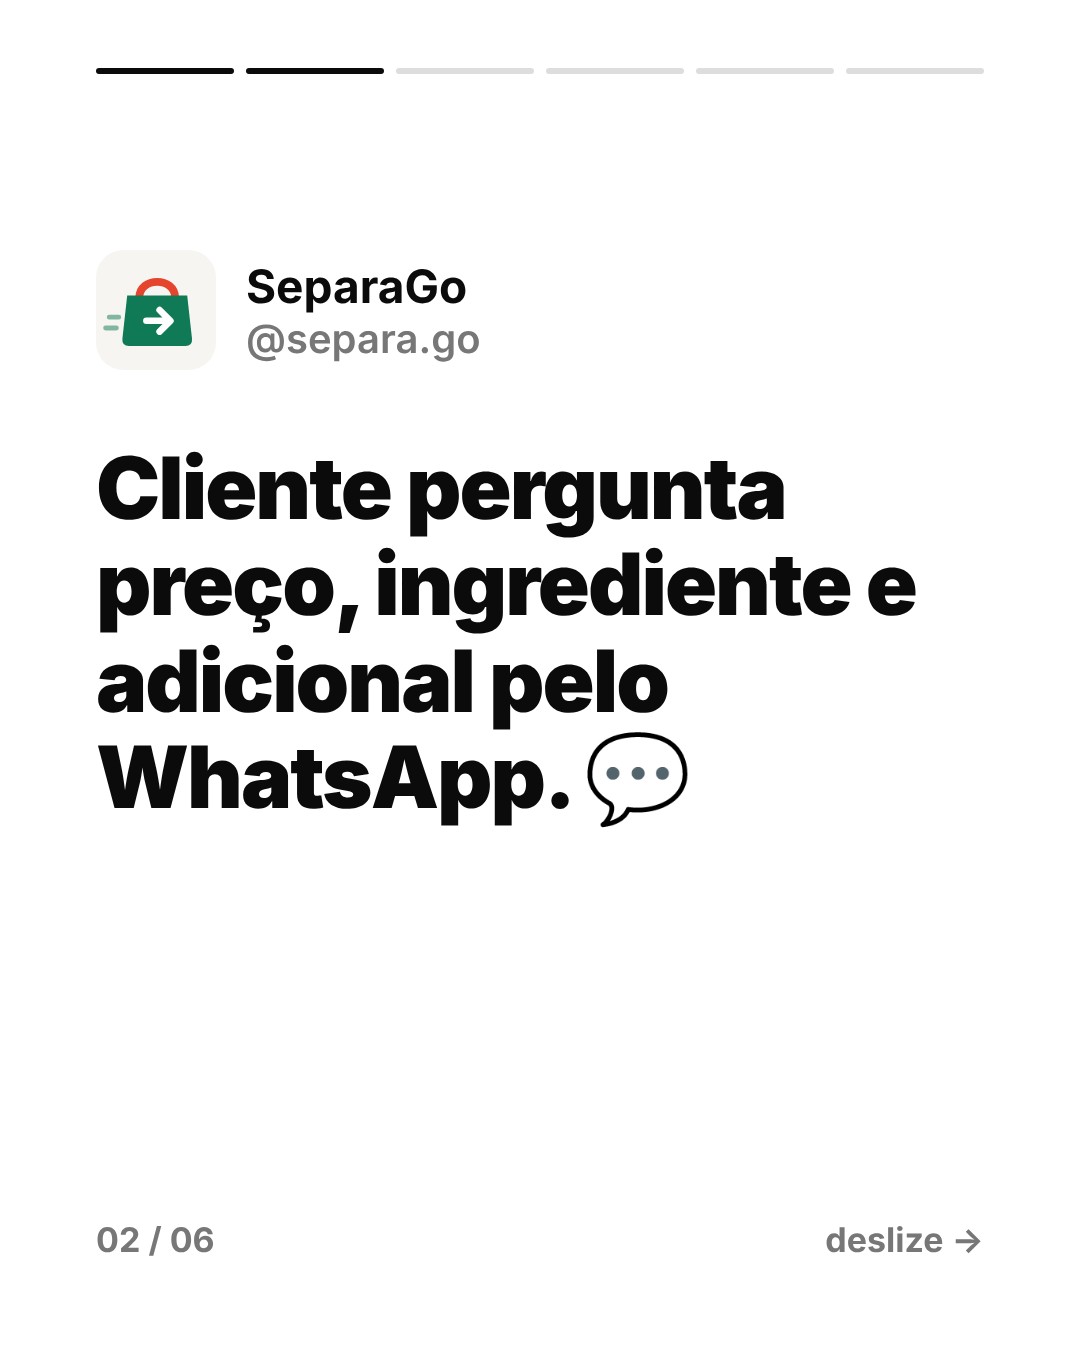 SeparaGo
@separa.go
Cliente pergunta
preço, ingrediente e
adicional pelo
WhatsApp. 💬
02 / 06
deslize →